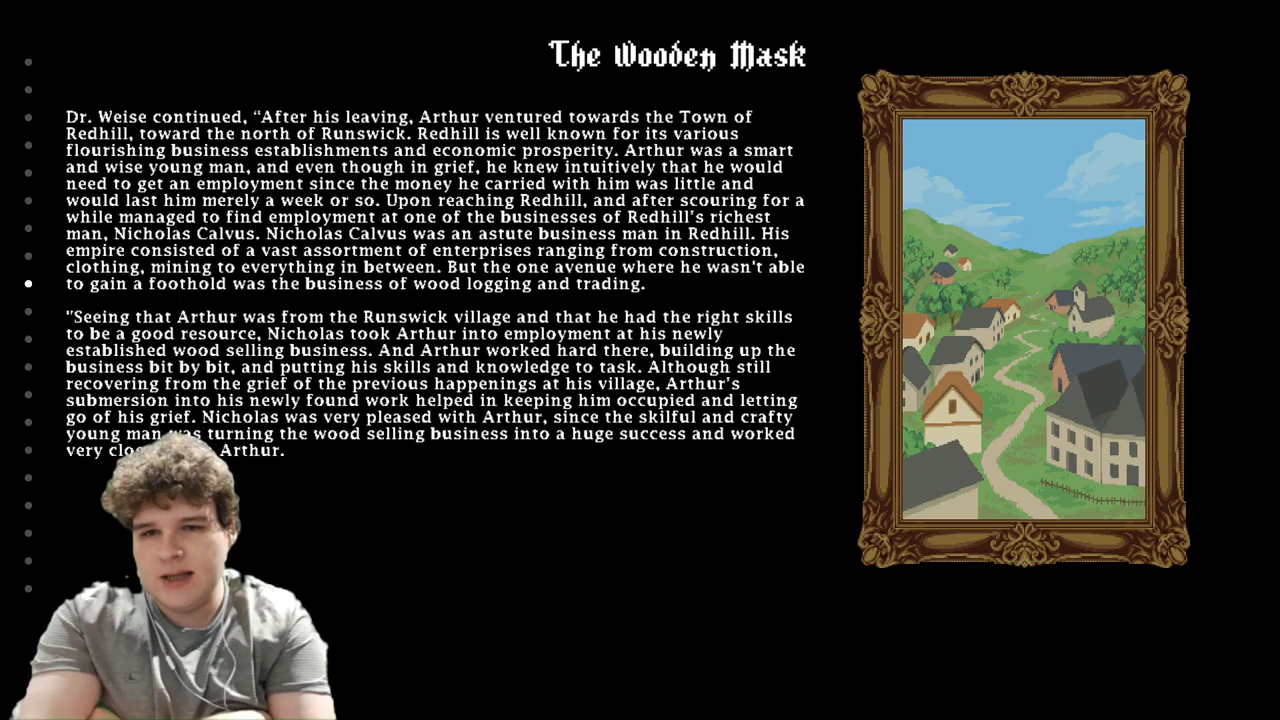 The Wooden Mask
Dr. Weise continued, "After his leaving, Arthur ventured towards the Town of
Redhill, toward the north of Runswick. Redhill is well known for its various
flourishing business establishments and economic prosperity. Arthur was a smart
and wise young man, and even though in grief, he knew intuitively that he would
need to get an employment since the money he carried with him was little and
would last him merely a week or so. Upon reaching Redhill, and after scouring for a
while managed to find employment at one of the businesses of Redhill's richest
man, Nicholas Calvus. Nicholas Calvus was an astute business man in Redhill. His
empire consisted of a vast assortment of enterprises ranging from construction,
clothing, mining to everything in between. But the one avenue where he wasn't able
to gain a foothold was the business of wood logging and trading.
"Seeing that Arthur was from the Runswick village and that he had the right skills
to be a good resource, Nicholas took Arthur into employment at his newly
established wood selling business. And Arthur worked hard there, building up the
business bit by bit, and putting his skills and knowledge to task. Although still
recovering from the grief of the previous happenings at his village, Arthur's
submersion into his newly found work helped in keeping him occupied and letting
go of his grief. Nicholas was very pleased with Arthur, since the skilful and crafty
young man was turning the wood selling business into a huge success and worked
very Arthur.